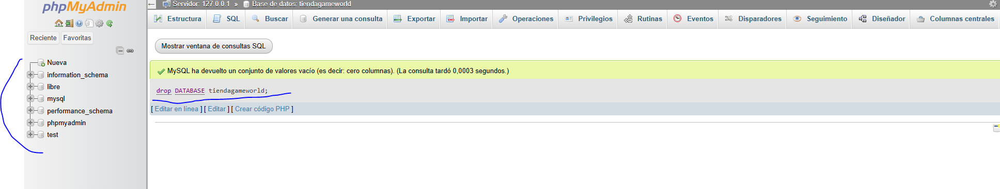 phpMyAdmin
Reciente Favoritas
Nueva
information_schema
libre
mysql
performance_schema
phpmyadmin
test
← Servidor: 127.0.0.1 » Base de datos: tiendagameworld
Estructura SQL Buscar Generar una consulta Exportar Importar Operaciones Privilegios Rutinas Eventos Disparadores Seguimiento Diseñador Columnas centrales
Mostrar ventana de consultas SQL
MySQL ha devuelto un conjunto de valores vacío (es decir: cero columnas). (La consulta tardó 0,0003 segundos.)
drop DATABASE tiendagameworld;
[ Editar en línea ] [ Editar ] [ Crear código PHP ]